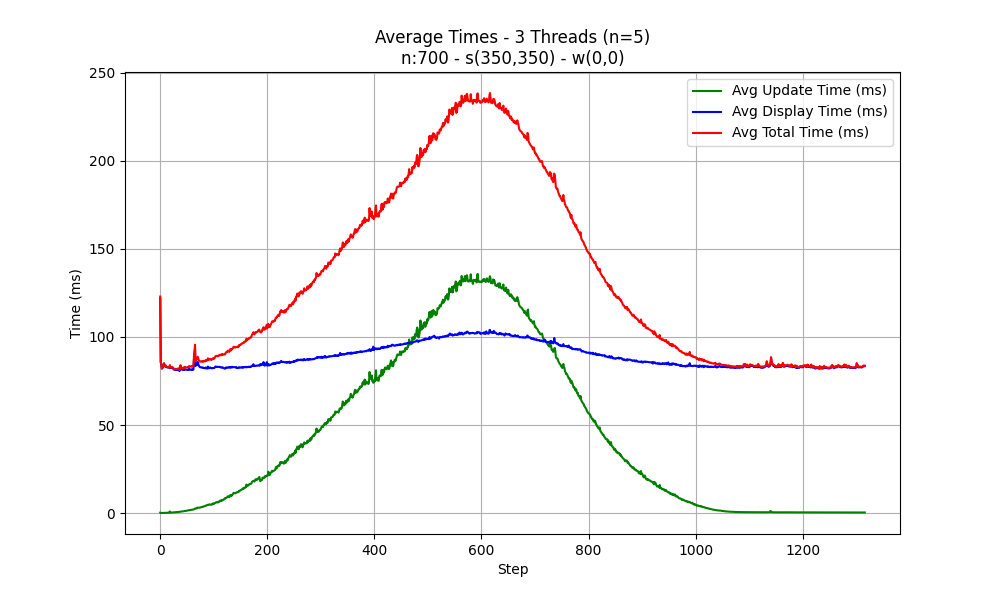 Average Times - 3 Threads (n=5)
n:700 - s(350,350) - w(0,0)
Avg Update Time (ms)
Avg Display Time (ms)
Avg Total Time (ms)
Time (ms)
250
200
150
100
50
0
0 200 400 600 800 1000 1200
Step